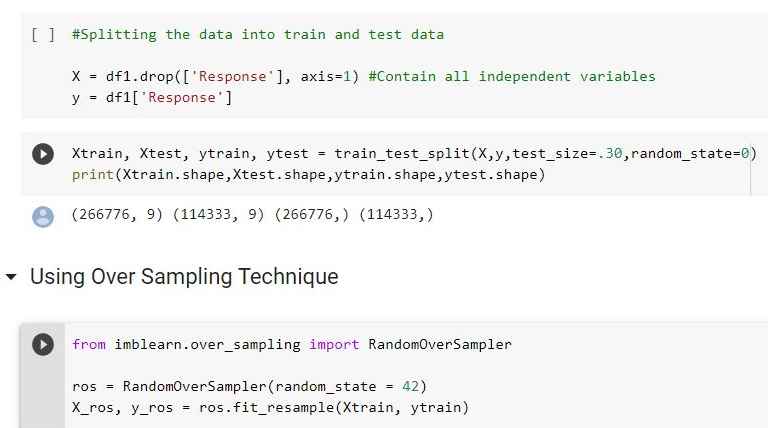 [ ] #Splitting the data into train and test data
X = df1.drop(['Response'], axis=1) #Contain all independent variables
y = df1['Response']
Xtrain, Xtest, ytrain, ytest = train_test_split(X,y,test_size=.30,random_state=0)
print(Xtrain.shape,Xtest.shape,ytrain.shape,ytest.shape)
(266776, 9) (114333, 9) (266776,) (114333,)
Using Over Sampling Technique
from imblearn.over_sampling import RandomOverSampler
ros = RandomOverSampler(random_state = 42)
X_ros, y_ros = ros.fit_resample(Xtrain, ytrain)